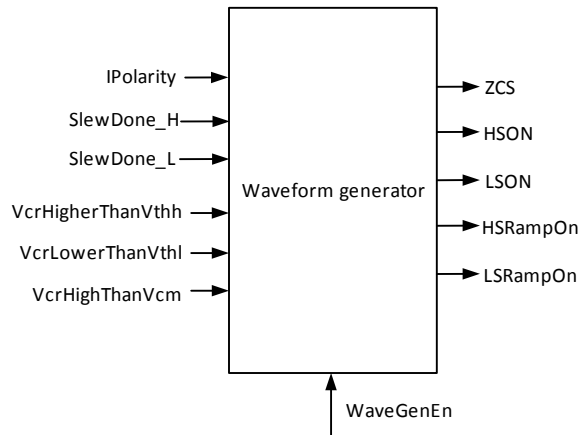 IPolarity
SlewDone_H
SlewDone_L
VcrHigherThanVthh
VcrLowerThanVthl
VcrHighThanVcm
Waveform generator
ZCS
HSON
LSON
HSRampOn
LSRampOn
WaveGenEn